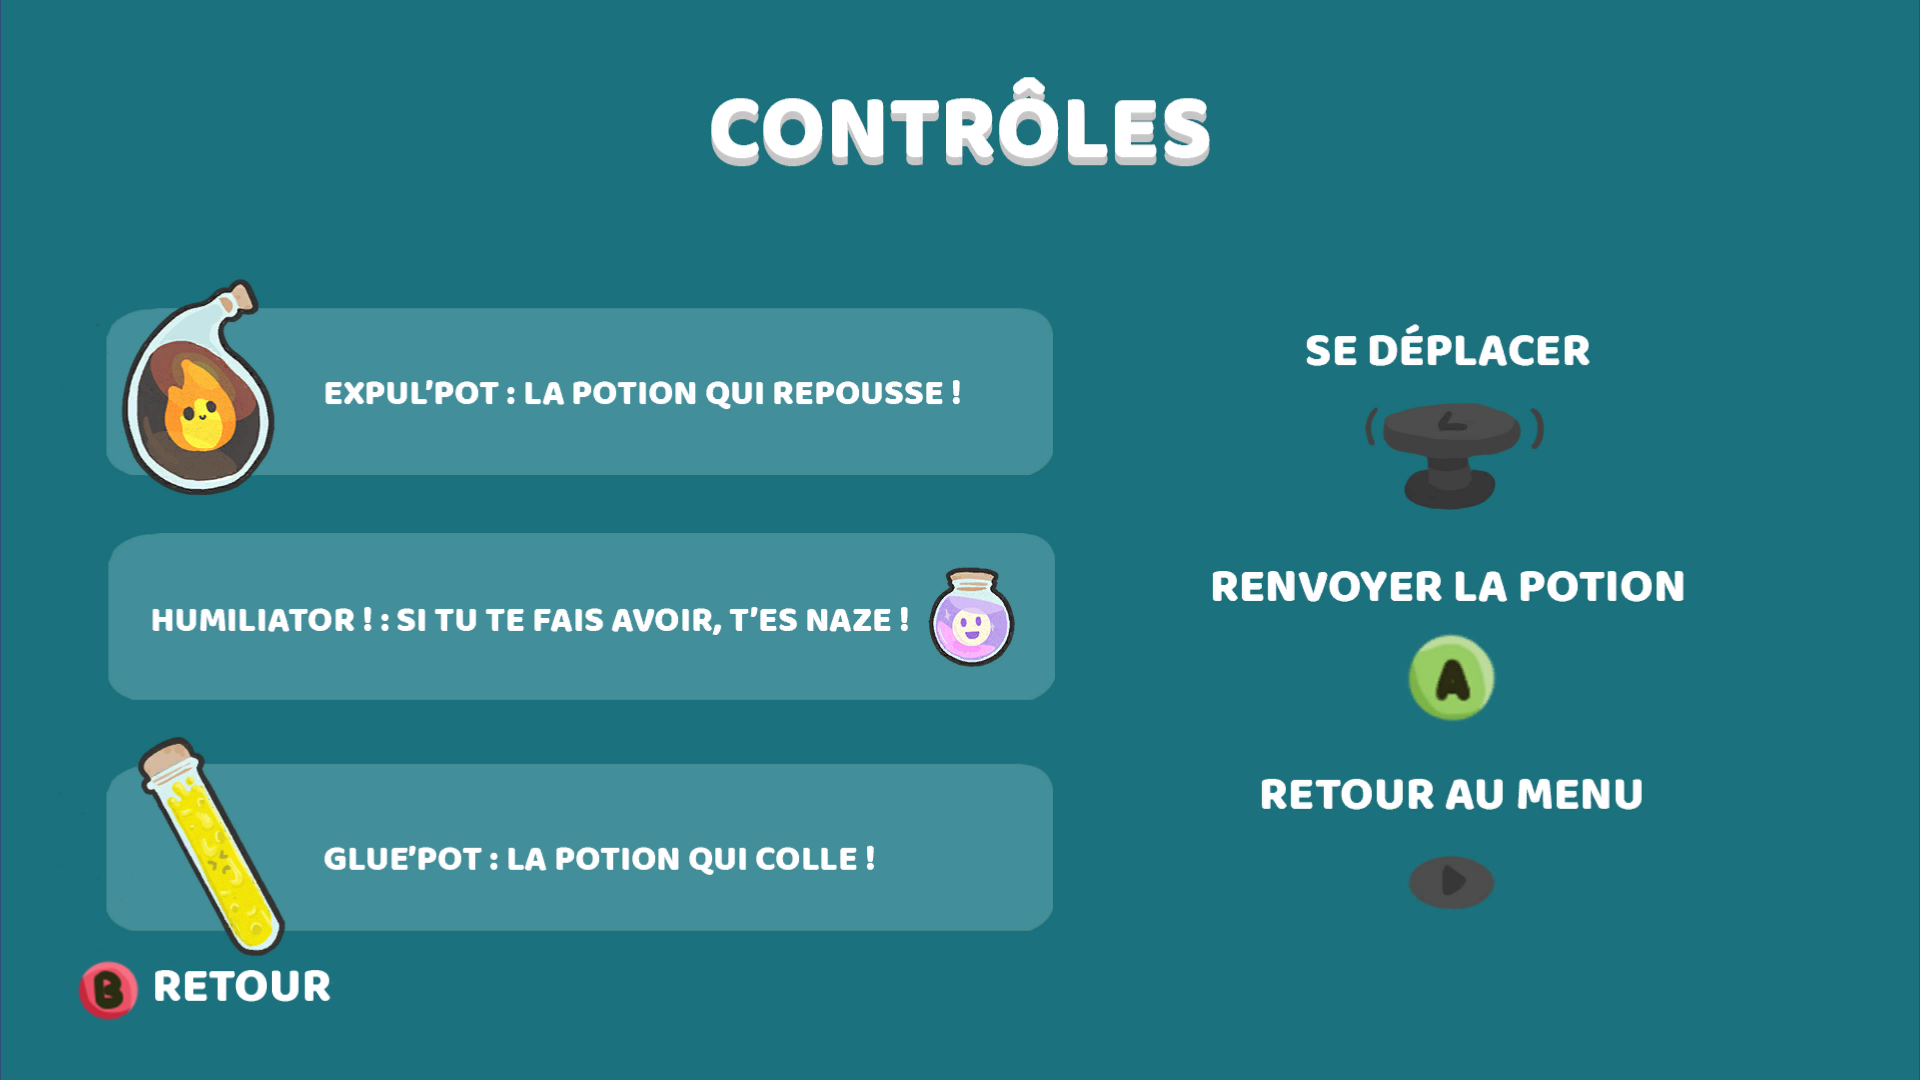 CONTRÔLES
EXPUL'POT : LA POTION QUI REPOUSSE !
HUMILIATOR ! : SI TU TE FAIS AVOIR, T'ES NAZE !
GLUE'POT : LA POTION QUI COLLE !
SE DÉPLACER
L
RENVOYER LA POTION
A
RETOUR AU MENU
B RETOUR